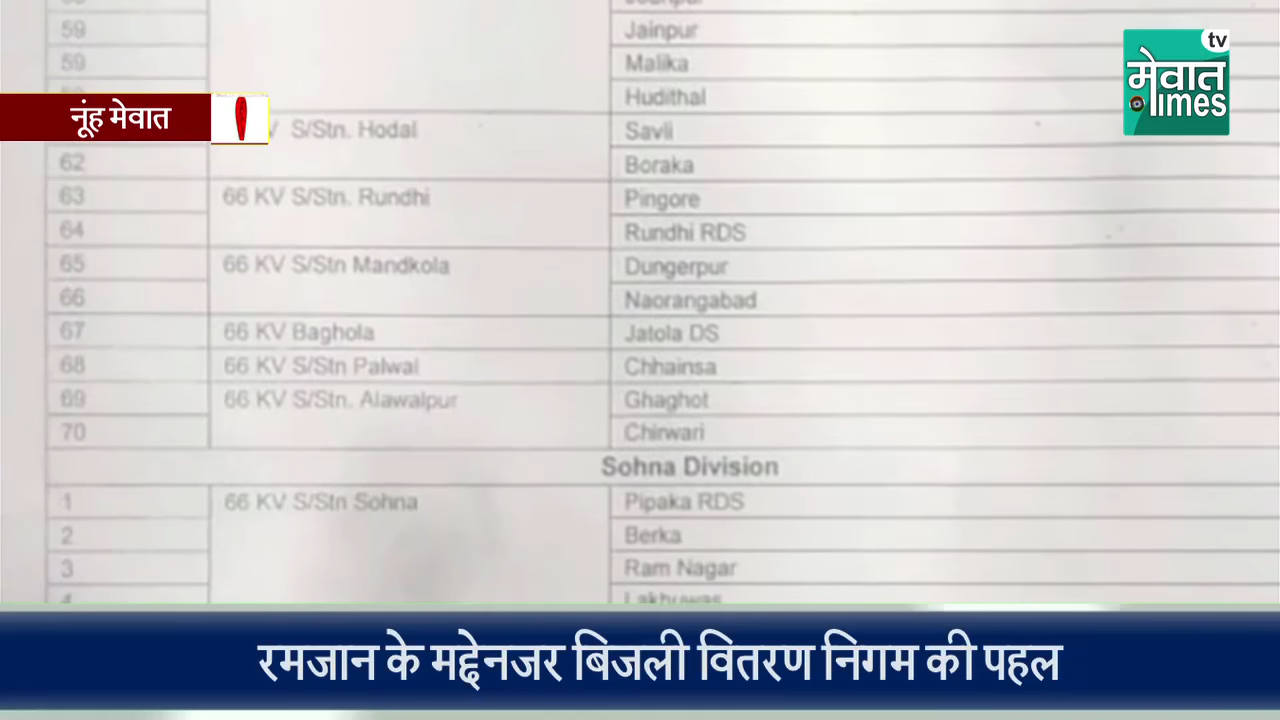 59 Jainpur
59 Malika
Hudithal
S/Stn. Hodal Savli
62 Boraka
63 66 KV S/Stn. Rundhi Pingore
64 Rundhi RDS
65 66 KV S/Stn Mandkola Dungerpur
66 Naorangabad
67 66 KV Baghola Jatola DS
68 66 KV S/Stn Palwal Chhainsa
69 66 KV S/Stn. Alawalpur Ghaghot
70 Chirwari
Sohna Division
1 66 KV S/Stn Sohna Pipaka RDS
2 Berka
3 Ram Nagar
नूंह मेवात
tv
मेवात
Times
रमजान के मद्देनजर बिजली वितरण निगम की पहल